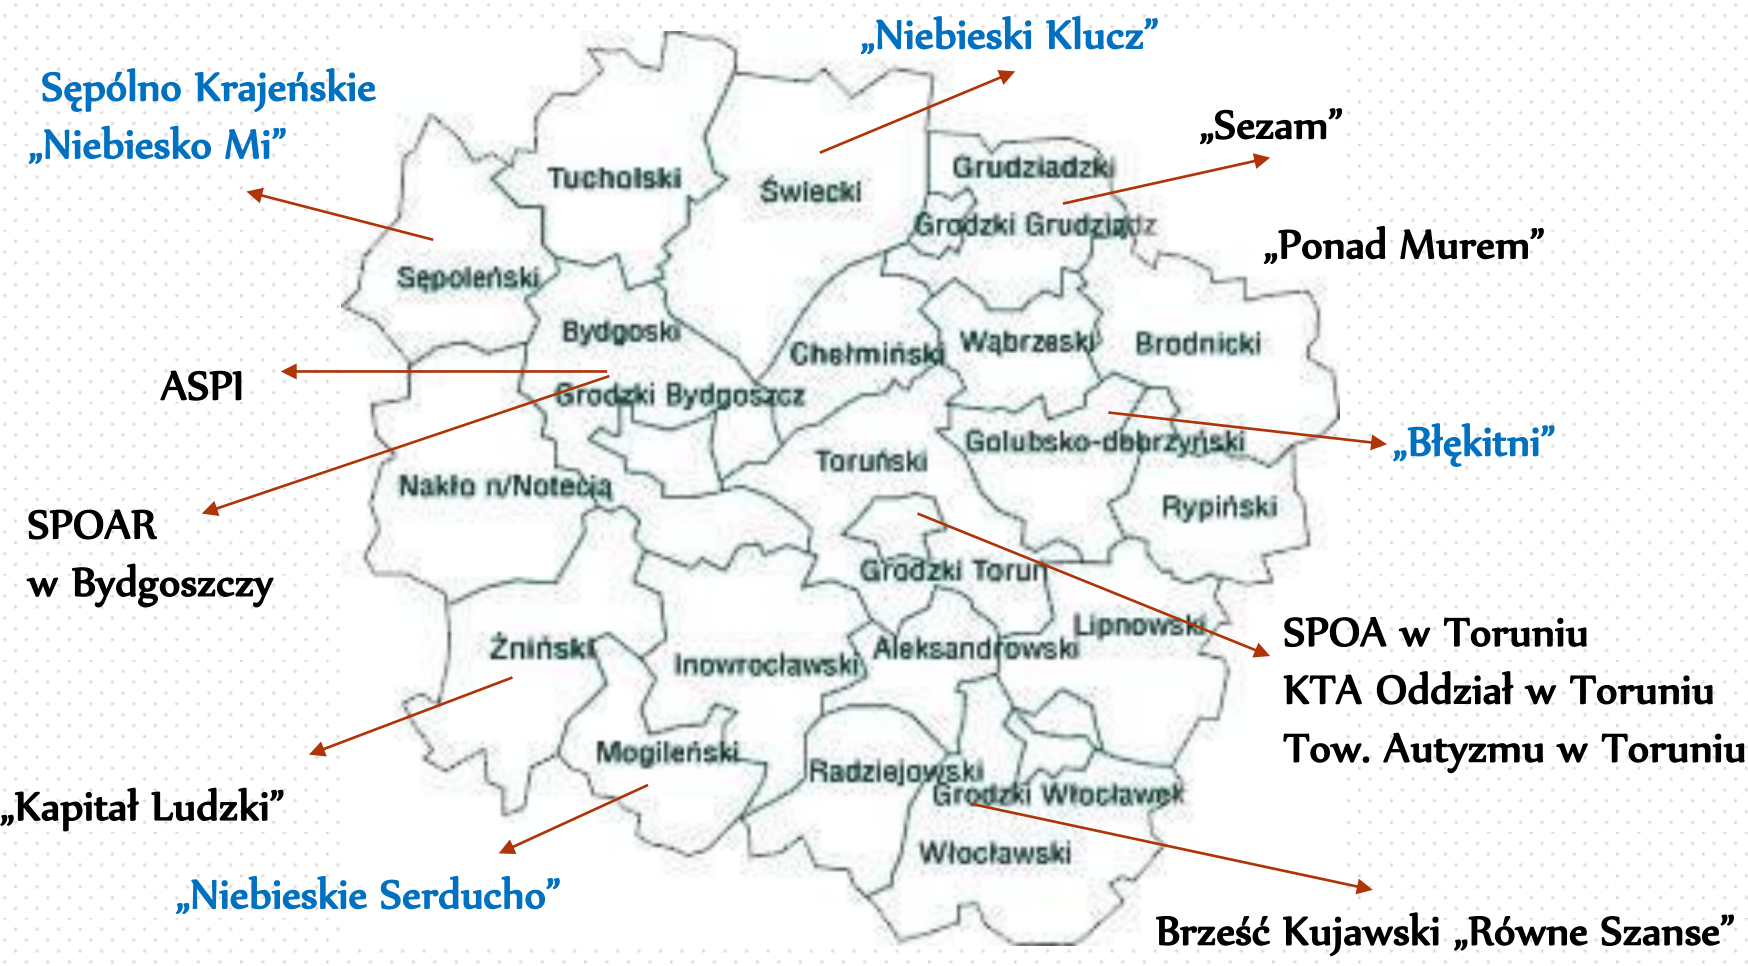 „Niebieski Klucz”
Sępólno Krajeńskie
„Niebiesko Mi”
„Sezam”
Grudziadzki
Tucholski
Świecki
Grodzki Grudziądz
„Ponad Murem”
Sępoleński
Bydgoski
Chełmiński
Wąbrzeski
Brodnicki
ASPI
Grodzki Bydgoszcz
Golubsko-dobrzyński
„Błękitni”
Toruński
Nakło n/Notecią
Rypiński
SPOAR
w Bydgoszczy
Grodzki Toruń
Lipnowski
SPOA w Toruniu
KTA Oddział w Toruniu
Tow. Autyzmu w Toruniu
Żniński
Inowrocławski
Aleksandrowski
Mogileński
Radziejowski
Grodzki Włocławek
„Kapitał Ludzki”
Włocławski
„Niebieskie Serducho”
Brześć Kujawski „Równe Szanse”